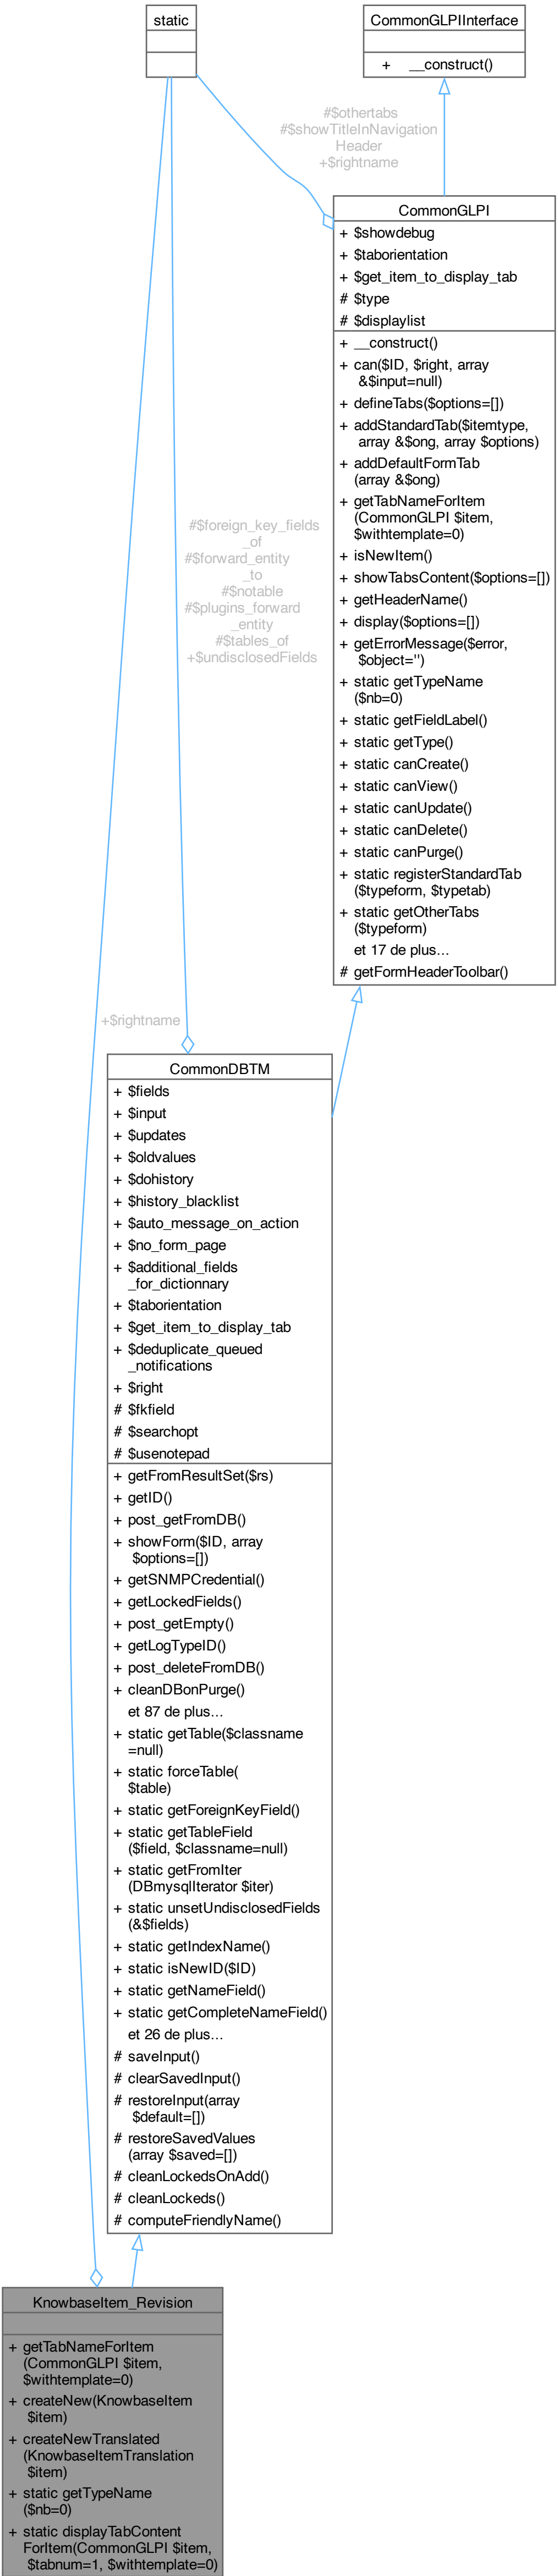 static
CommonGLPIInterface
+ __construct()
#$othertabs
#$showTitleInNavigation
Header
+$rightname
CommonGLPI
+ $showdebug
+ $taborientation
+ $get_item_to_display_tab
# $type
# $displaylist
+ __construct()
+ can($ID, $right, array
&$input=null)
+ defineTabs($options=[])
+ addStandardTab($itemtype,
array &$ong, array $options)
+ addDefaultFormTab
(array &$ong)
+ getTabNameForItem
(CommonGLPI $item,
$withtemplate=0)
+ isNewItem()
+ showTabsContent($options=[])
+ getHeaderName()
+ display($options=[])
+ getErrorMessage($error,
$object='')
+ static getTypeName
($nb=0)
+ static getFieldLabel()
+ static getType()
+ static canCreate()
+ static canView()
+ static canUpdate()
+ static canDelete()
+ static canPurge()
+ static registerStandardTab
($typeform, $typetab)
+ static getOtherTabs
($typeform)
et 17 de plus...
# getFormHeaderToolbar()
#$foreign_key_fields
_of
#$forward_entity
_to
#$notable
#$plugins_forward
_entity
#$tables_of
+$undisclosedFields
+$rightname
CommonDBTM
+ $fields
+ $input
+ $updates
+ $oldvalues
+ $dohistory
+ $history_blacklist
+ $auto_message_on_action
+ $no_form_page
+ $additional_fields
_for_dictionnary
+ $taborientation
+ $get_item_to_display_tab
+ $deduplicate_queued
_notifications
+ $right
# $fkfield
# $searchopt
# $usenotepad
+ getFromResultSet($rs)
+ getID()
+ post_getFromDB()
+ showForm($ID, array
$options=[])
+ getSNMPCredential()
+ getLockedFields()
+ post_getEmpty()
+ getLogTypeID()
+ post_deleteFromDB()
+ cleanDBonPurge()
et 87 de plus...
+ static getTable($classname
=null)
+ static forceTable(
$table)
+ static getForeignKeyField()
+ static getTableField
($field, $classname=null)
+ static getFromIter
(DBmysqlIterator $iter)
+ static unsetUndisclosedFields
(&$fields)
+ static getIndexName()
+ static isNewID($ID)
+ static getNameField()
+ static getCompleteNameField()
et 26 de plus...
# saveInput()
# clearSavedInput()
# restoreInput(array
$default=[])
# restoreSavedValues
(array $saved=[])
# cleanLockedsOnAdd()
# cleanLockeds()
# computeFriendlyName()
KnowbaseItem_Revision
+ getTabNameForItem
(CommonGLPI $item,
$withtemplate=0)
+ createNew(KnowbaseItem
$item)
+ createNewTranslated
(KnowbaseItemTranslation
$item)
+ static getTypeName
($nb=0)
+ static displayTabContent
ForItem(CommonGLPI $item,
$tabnum=1, $withtemplate=0)